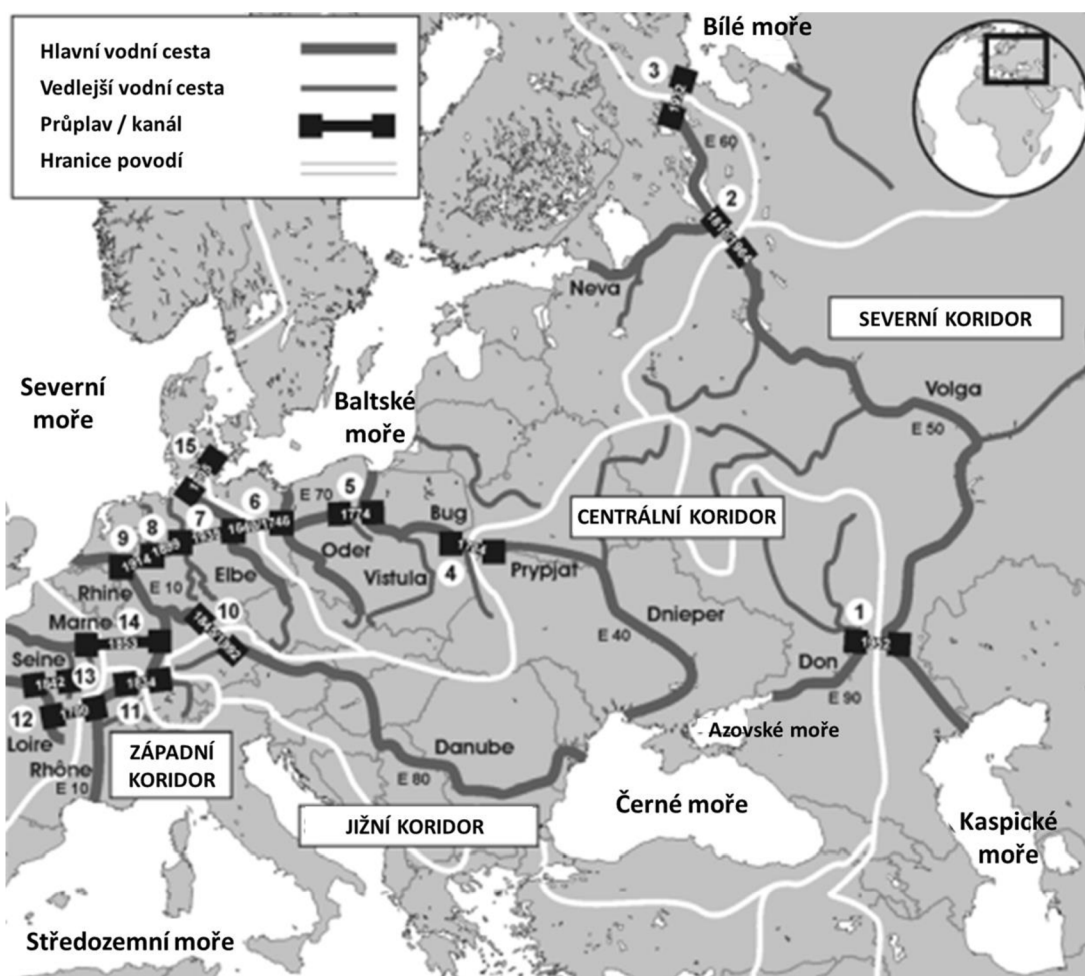 Hlavní vodní cesta
Vedlejší vodní cesta
Průplav / kanál
Hranice povodí
Bílé moře
3
E 60
2
Neva
SEVERNÍ KORIDOR
Severní
moře
Baltské
moře
Volga
E 50
15
5
E 70
1774
6
1746
7
1935
8
9
1914
Bug
CENTRÁLNÍ KORIDOR
Oder
Vistula
4
Prypjat
Rhine
E 10
Elbe
10
Dnieper
1
1952
Marne
14
1853
E 40
Don
Seine
13
E 90
12
11
Loire
Azovské moře
ZÁPADNÍ
KORIDOR
Danube
Rhône
E 10
E 80
Černé moře
JIŽNÍ KORIDOR
Kaspické
moře
Středozemní moře